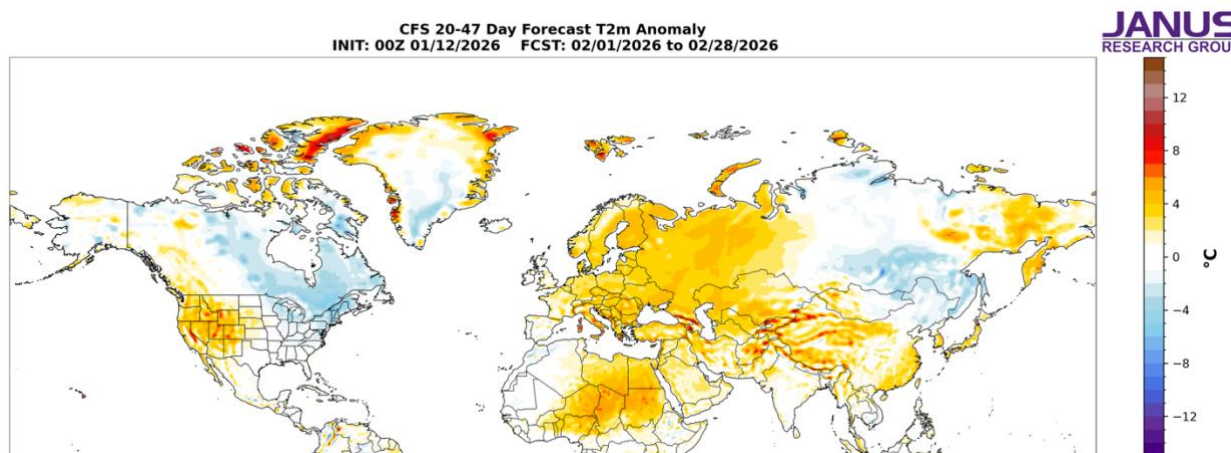 CFS 20-47 Day Forecast T2m Anomaly
INIT: 00Z 01/12/2026 FCST: 02/01/2026 to 02/28/2026
JANUS
RESEARCH GROUP
12
8
4
0
−4
−8
−12
°C